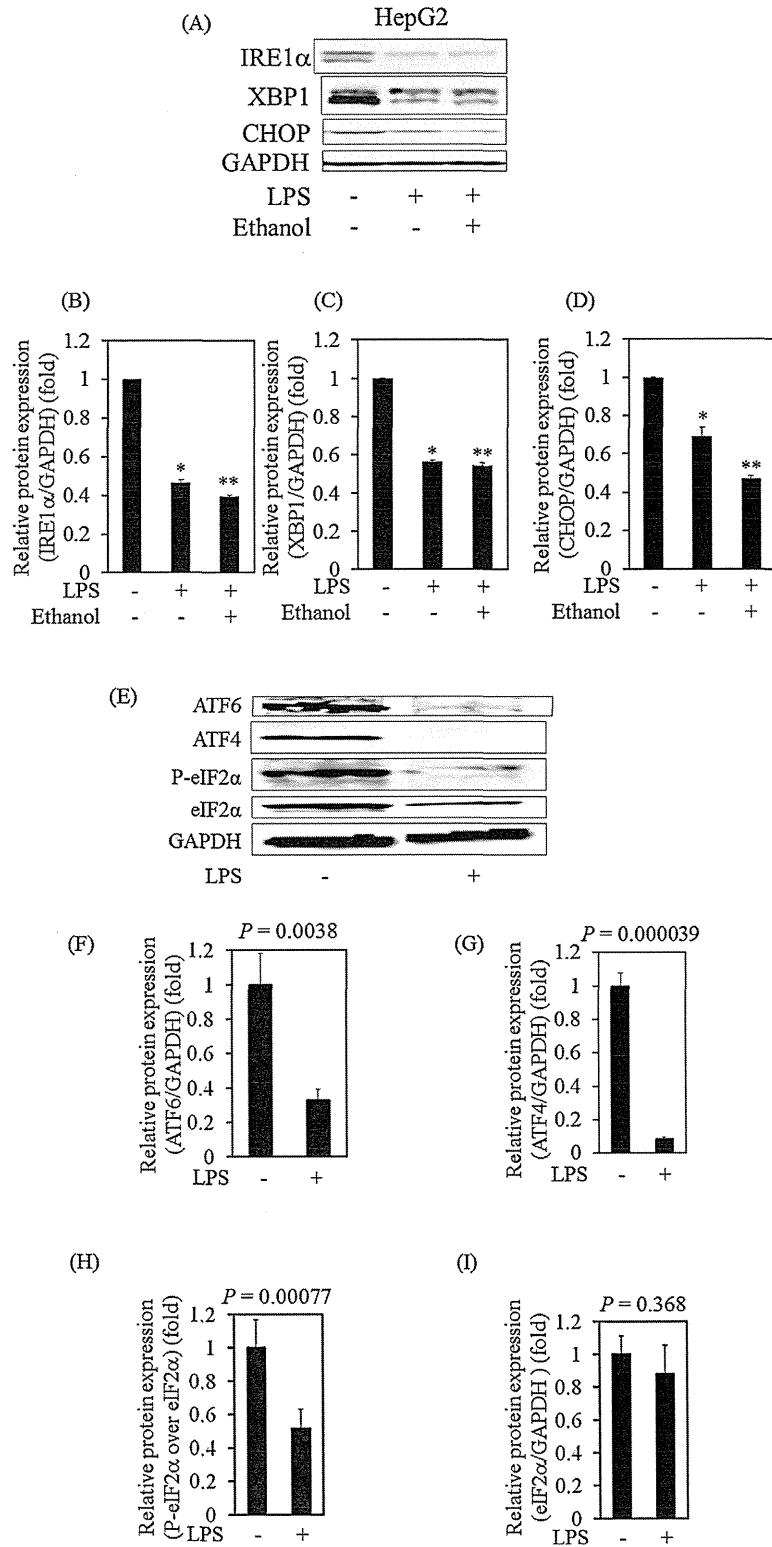 (A) HepG2
IRE1α
XBP1
CHOP
GAPDH
LPS - + +
Ethanol - - +
(B)
Relative protein expression
(IRE1α/GAPDH) (fold)
1.2
1
0.8
0.6
0.4
0.2
0
*
**
LPS - + +
Ethanol - - +
(C)
Relative protein expression
(XBP1/GAPDH) (fold)
1.2
1
0.8
0.6
0.4
0.2
0
*
**
LPS - + +
Ethanol - - +
(D)
Relative protein expression
(CHOP/GAPDH) (fold)
1.2
1
0.8
0.6
0.4
0.2
0
*
**
LPS - + +
Ethanol - - +
(E)
ATF6
ATF4
P-eIF2α
eIF2α
GAPDH
LPS - +
(F)
P = 0.0038
Relative protein expression
(ATF6/GAPDH) (fold)
1.2
1
0.8
0.6
0.4
0.2
0
LPS - +
(G)
P = 0.000039
Relative protein expression
(ATF4/GAPDH) (fold)
1.2
1
0.8
0.6
0.4
0.2
0
LPS - +
(H)
P = 0.00077
Relative protein expression
(P-eIF2α over eIF2α) (fold)
1.2
1
0.8
0.6
0.4
0.2
0
LPS - +
(I)
P = 0.368
Relative protein expression
(eIF2α/GAPDH ) (fold)
1.2
1
0.8
0.6
0.4
0.2
0
LPS - +